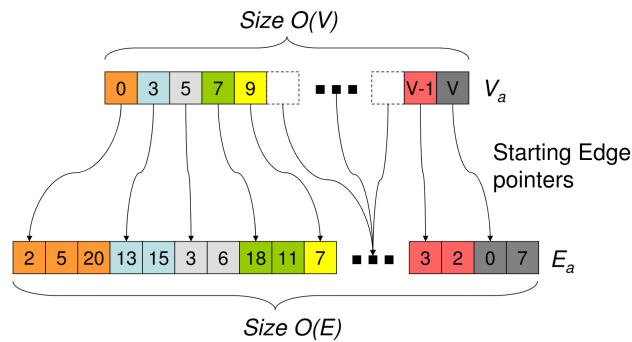 Size O(V)
0 3 5 7 9 V-1 V Va
Starting Edge
pointers
2 5 20 13 15 3 6 18 11 7 3 2 0 7 Ea
Size O(E)